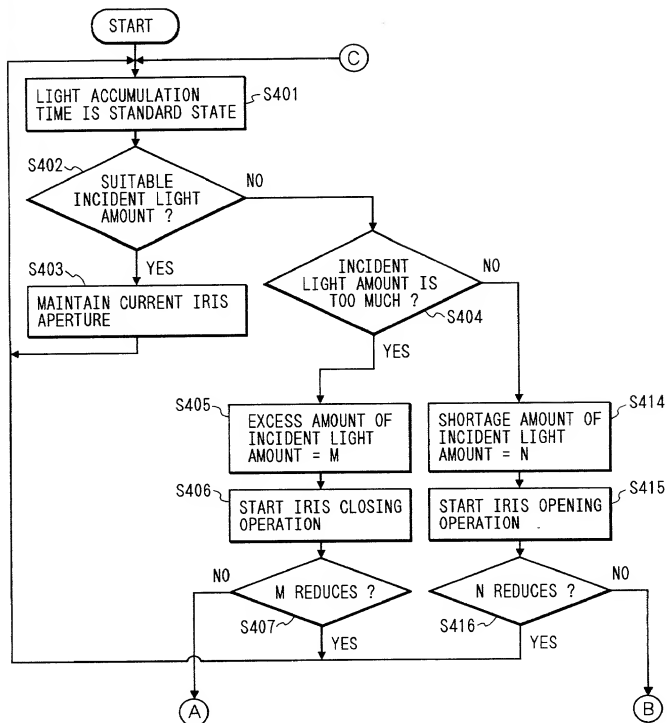 START
C
LIGHT ACCUMULATION
TIME IS STANDARD STATE
S401
S402
SUITABLE
INCIDENT LIGHT
AMOUNT ?
NO
YES
S403
MAINTAIN CURRENT IRIS
APERTURE
INCIDENT
LIGHT AMOUNT IS
TOO MUCH ?
NO
S404
YES
S405
EXCESS AMOUNT OF
INCIDENT LIGHT
AMOUNT = M
S414
SHORTAGE AMOUNT OF
INCIDENT LIGHT
AMOUNT = N
S406
START IRIS CLOSING
OPERATION
S415
START IRIS OPENING
OPERATION
NO
M REDUCES ?
S407
YES
N REDUCES ?
NO
S416
YES
A
B